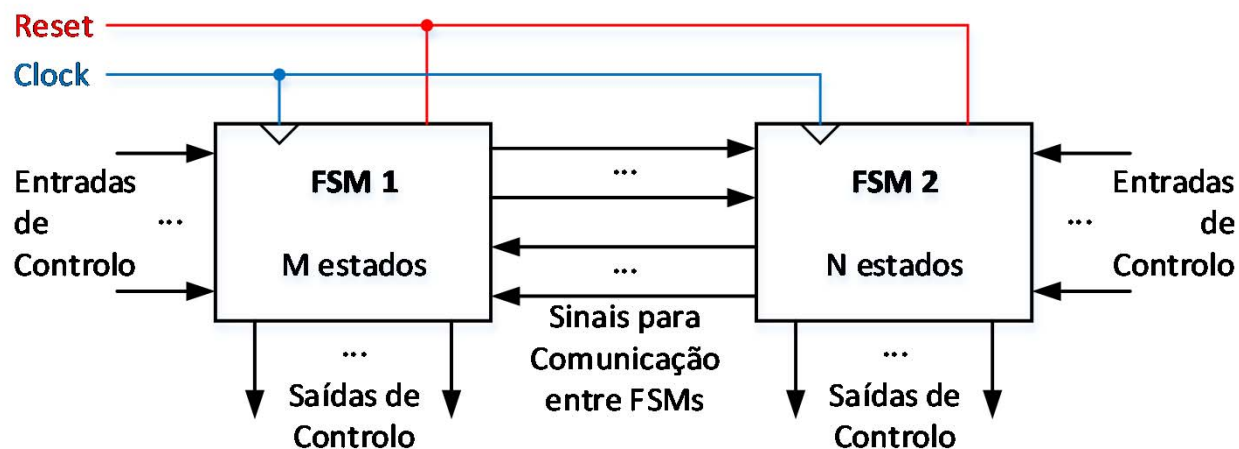 Reset
Clock
Entradas
de
...
Controlo
FSM 1
M estados
...
...
Sinais para
Comunicação
entre FSMs
FSM 2
N estados
Entradas
...
de
Controlo
...
Saídas de
Controlo
...
Saídas de
Controlo